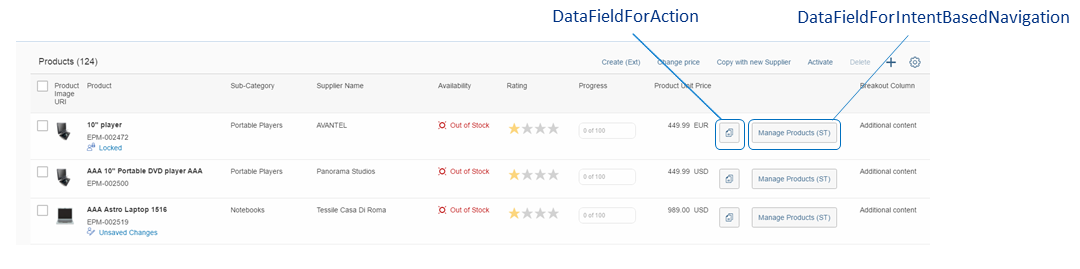 DataFieldForAction DataFieldForIntentBasedNavigation
Products (124) Create (Ext) Change price Copy with new Supplier Activate Delete
Product Image URI Product Sub-Category Supplier Name Availability Rating Progress Product Unit Price Breakout Column
10" player Portable Players AVANTEL Out of Stock 0 of 100 449.99 EUR Manage Products (ST) Additional content
EPM-002472
Locked
AAA 10" Portable DVD player AAA Portable Players Panorama Studios Out of Stock 0 of 100 449.99 USD Manage Products (ST) Additional content
EPM-002500
AAA Astro Laptop 1516 Notebooks Tessile Casa Di Roma Out of Stock 0 of 100 989.00 USD Manage Products (ST) Additional content
EPM-002519
Unsaved Changes